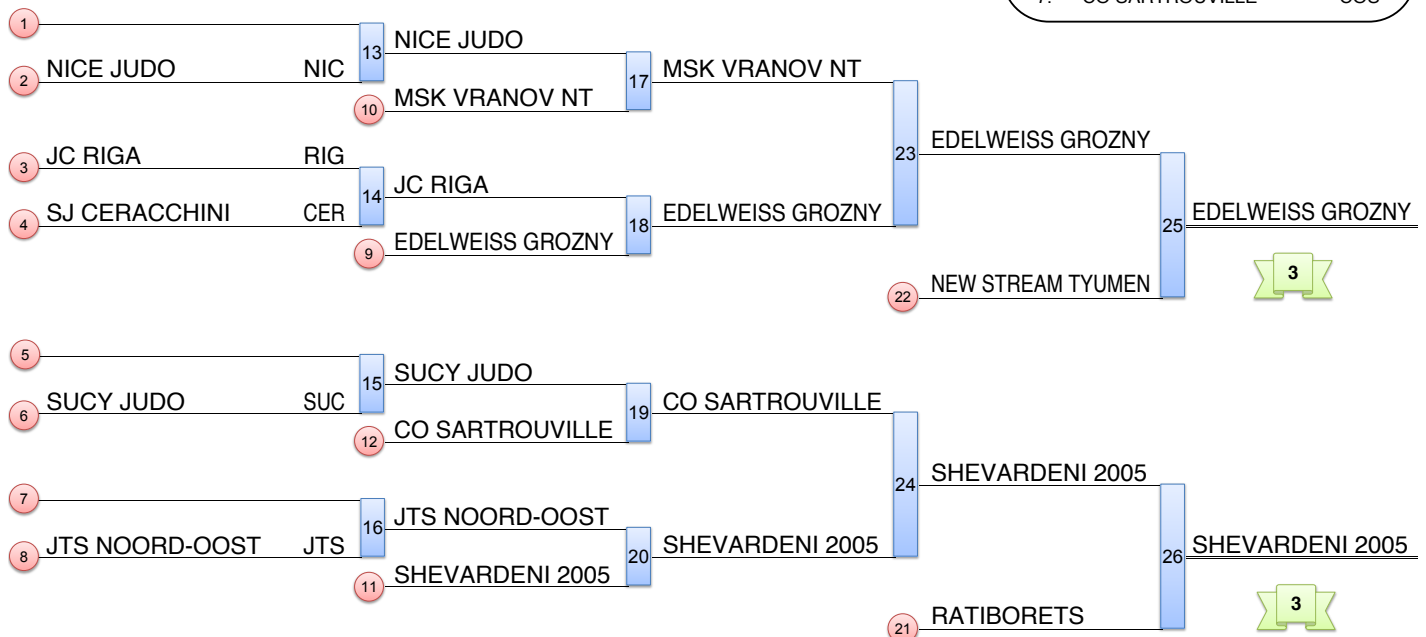 7. CO SARTROUVILLE COS
1
13 NICE JUDO
2 NICE JUDO NIC
17 MSK VRANOV NT
10 MSK VRANOV NT
23 EDELWEISS GROZNY
3 JC RIGA RIG
14 JC RIGA
4 SJ CERACCHINI CER
18 EDELWEISS GROZNY
9 EDELWEISS GROZNY
25 EDELWEISS GROZNY
22 NEW STREAM TYUMEN
3
5
15 SUCY JUDO
6 SUCY JUDO SUC
19 CO SARTROUVILLE
12 CO SARTROUVILLE
24 SHEVARDENI 2005
7
16 JTS NOORD-OOST
8 JTS NOORD-OOST JTS
20 SHEVARDENI 2005
11 SHEVARDENI 2005
26 SHEVARDENI 2005
21 RATIBORETS
3